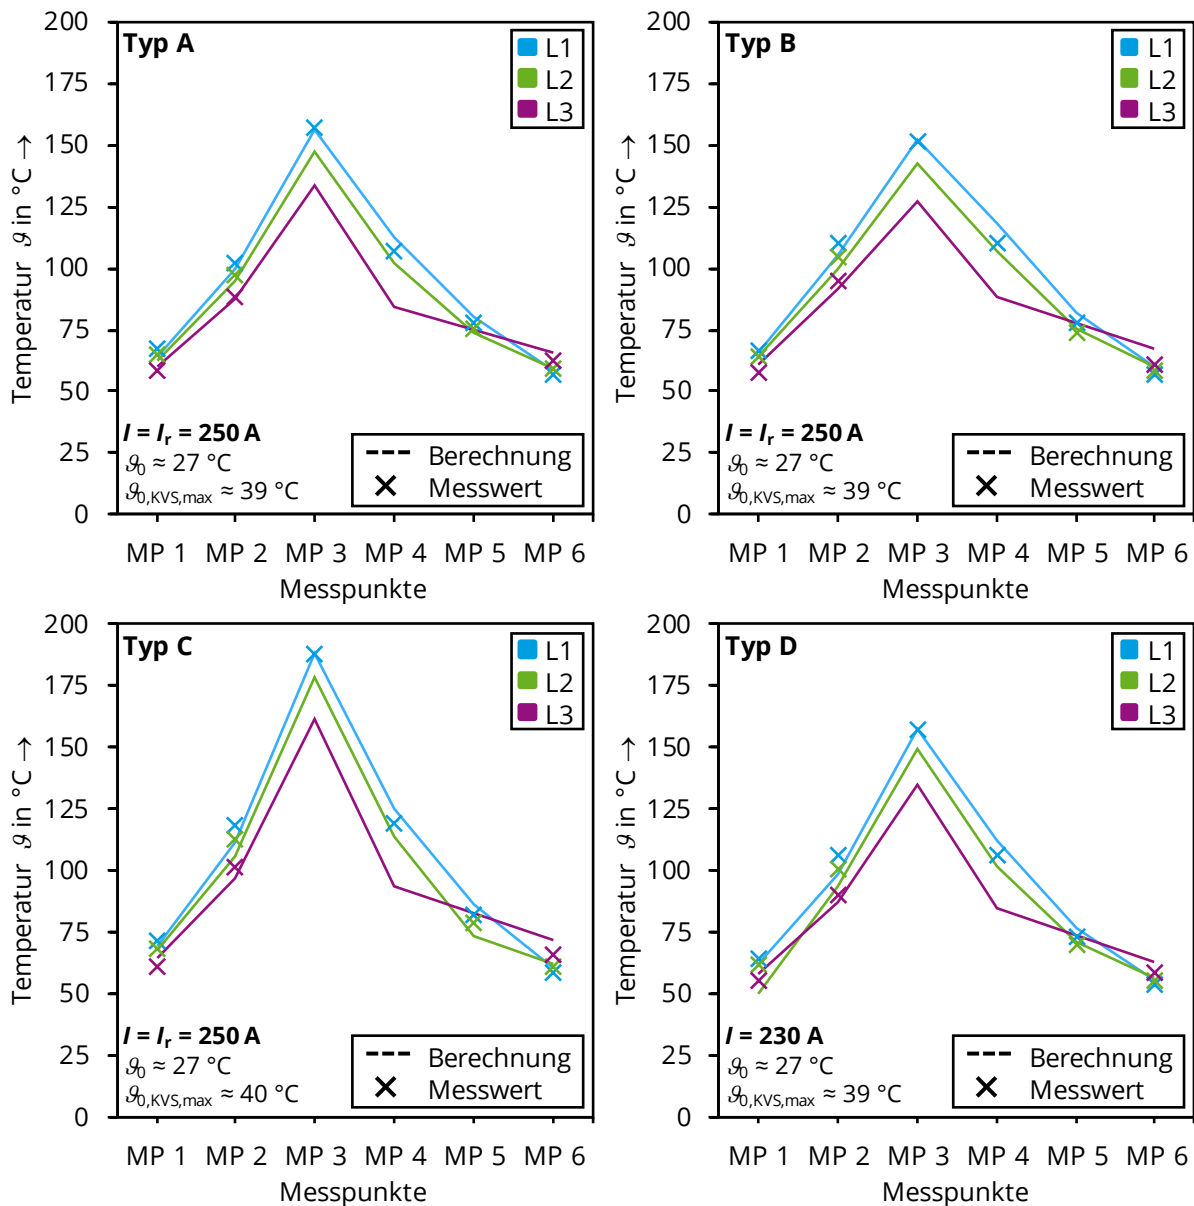 Typ A
L1
L2
L3
200
175
150
125
100
75
50
25
0
Temperatur ϑ in °C →
I = Ir = 250 A
ϑ0 ≈ 27 °C
ϑ0,KVS,max ≈ 39 °C
Berechnung
Messwert
MP 1 MP 2 MP 3 MP 4 MP 5 MP 6
Messpunkte
Typ B
L1
L2
L3
200
175
150
125
100
75
50
25
0
Temperatur ϑ in °C →
I = Ir = 250 A
ϑ0 ≈ 27 °C
ϑ0,KVS,max ≈ 39 °C
Berechnung
Messwert
MP 1 MP 2 MP 3 MP 4 MP 5 MP 6
Messpunkte
Typ C
L1
L2
L3
200
175
150
125
100
75
50
25
0
Temperatur ϑ in °C →
I = Ir = 250 A
ϑ0 ≈ 27 °C
ϑ0,KVS,max ≈ 40 °C
Berechnung
Messwert
MP 1 MP 2 MP 3 MP 4 MP 5 MP 6
Messpunkte
Typ D
L1
L2
L3
200
175
150
125
100
75
50
25
0
Temperatur ϑ in °C →
I = 230 A
ϑ0 ≈ 27 °C
ϑ0,KVS,max ≈ 39 °C
Berechnung
Messwert
MP 1 MP 2 MP 3 MP 4 MP 5 MP 6
Messpunkte